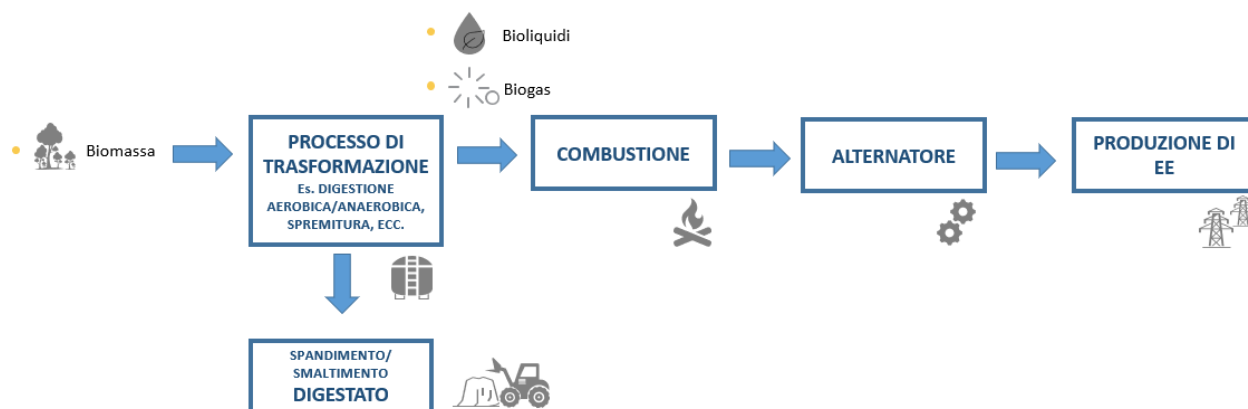 Bioliquidi
Biogas
Biomassa
PROCESSO DI
TRASFORMAZIONE
Es. DIGESTIONE
AEROBICA/ANAEROBICA,
SPREMITURA, ECC.
COMBUSTIONE
ALTERNATORE
PRODUZIONE DI
EE
SPANDIMENTO/
SMALTIMENTO
DIGESTATO